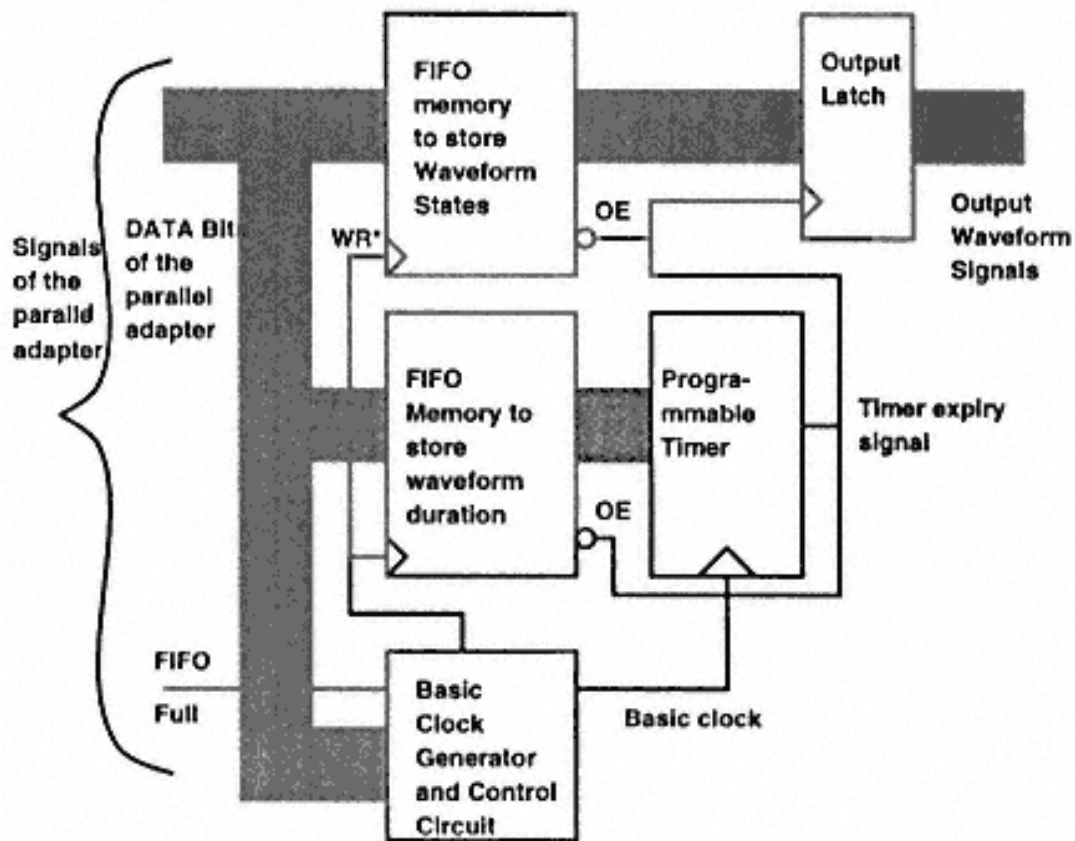 FIFO
memory
to store
Waveform
States
Output
Latch
OE
WR*
Output
Waveform
Signals
Signals
of the
paralld
adapter
DATA Bit
of the
parallel
adapter
FIFO
Memory to
store
waveform
duration
OE
Progra-
mmable
Timer
Timer expiry
signal
FIFO
Full
Basic
Clock
Generator
and Control
Circuit
Basic clock